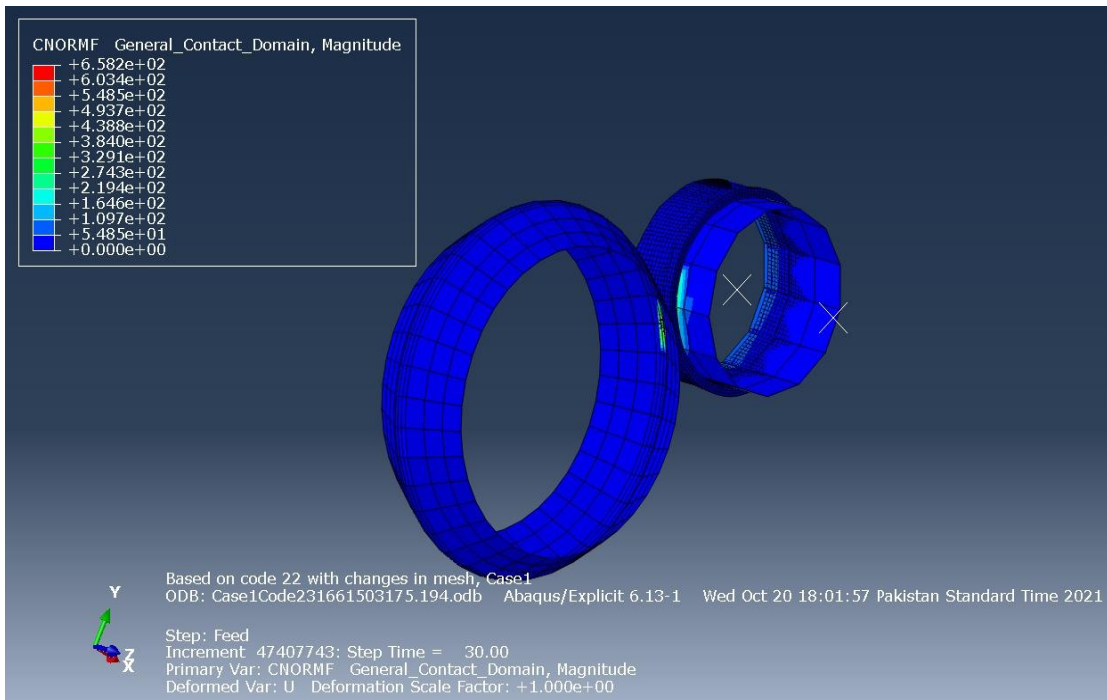 CNORMF General_Contact_Domain, Magnitude
+6.582e+02
+6.034e+02
+5.485e+02
+4.937e+02
+4.388e+02
+3.840e+02
+3.291e+02
+2.743e+02
+2.194e+02
+1.646e+02
+1.097e+02
+5.485e+01
+0.000e+00
Based on code 22 with changes in mesh, Case1
ODB: Case1Code231661503175.194.odb Abaqus/Explicit 6.13-1 Wed Oct 20 18:01:57 Pakistan Standard Time 2021
Y
Z
X
Step: Feed
Increment 47407743: Step Time = 30.00
Primary Var: CNORMF General_Contact_Domain, Magnitude
Deformed Var: U Deformation Scale Factor: +1.000e+00